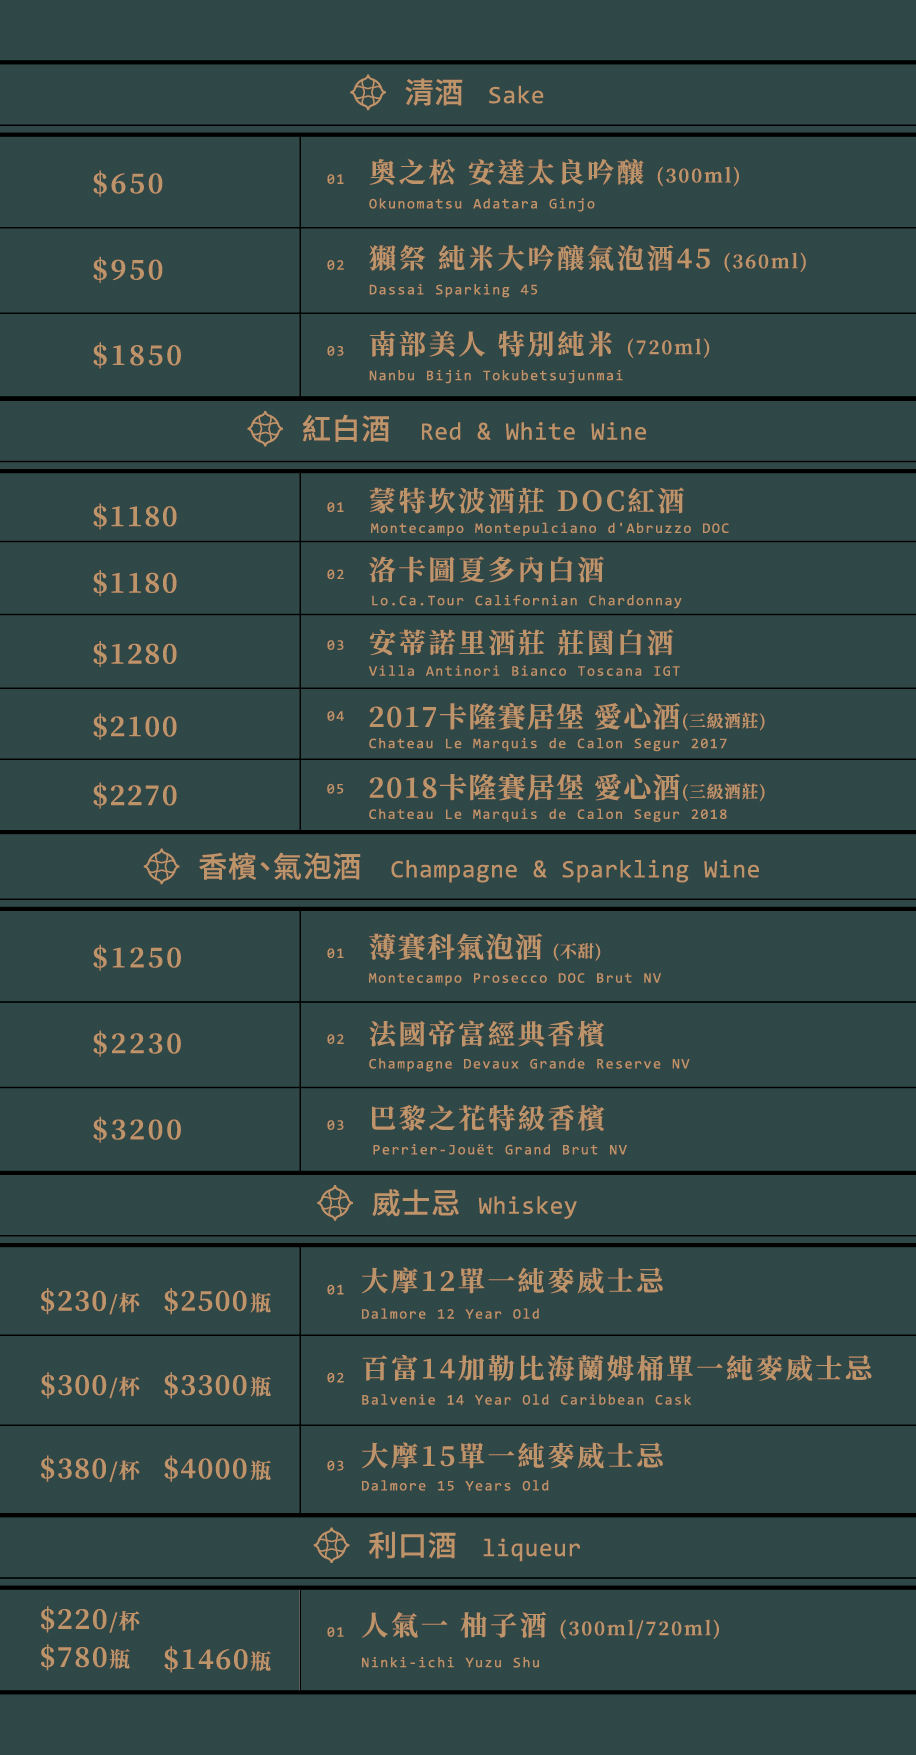 清酒 Sake
$650 01 奧之松 安達太良吟釀 (300ml)
Okunomatsu Adatara Ginjo
$950 02 獺祭 純米大吟釀氣泡酒45 (360ml)
Dassai Sparking 45
$1850 03 南部美人 特別純米 (720ml)
Nanbu Bijin Tokubetsujunmai
紅白酒 Red & White Wine
$1180 01 蒙特坎波酒莊 DOC紅酒
Montecampo Montepulciano d'Abruzzo DOC
$1180 02 洛卡圖夏多內白酒
Lo.Ca.Tour Californian Chardonnay
$1280 03 安蒂諾里酒莊 莊園白酒
Villa Antinori Bianco Toscana IGT
$2100 04 2017卡隆賽居堡 愛心酒(三級酒莊)
Chateau Le Marquis de Calon Segur 2017
$2270 05 2018卡隆賽居堡 愛心酒(三級酒莊)
Chateau Le Marquis de Calon Segur 2018
香檳、氣泡酒 Champagne & Sparkling Wine
$1250 01 薄賽科氣泡酒 (不甜)
Montecampo Prosecco DOC Brut NV
$2230 02 法國帝富經典香檳
Champagne Devaux Grande Reserve NV
$3200 03 巴黎之花特級香檳
Perrier-Jouët Grand Brut NV
威士忌 Whiskey
$230/杯 $2500瓶 01 大摩12單一純麥威士忌
Dalmore 12 Year Old
$300/杯 $3300瓶 02 百富14加勒比海蘭姆桶單一純麥威士忌
Balvenie 14 Year Old Caribbean Cask
$380/杯 $4000瓶 03 大摩15單一純麥威士忌
Dalmore 15 Years Old
利口酒 liqueur
$220/杯
$780瓶 $1460瓶 01 人氣一 柚子酒 (300ml/720ml)
Ninki-ichi Yuzu Shu